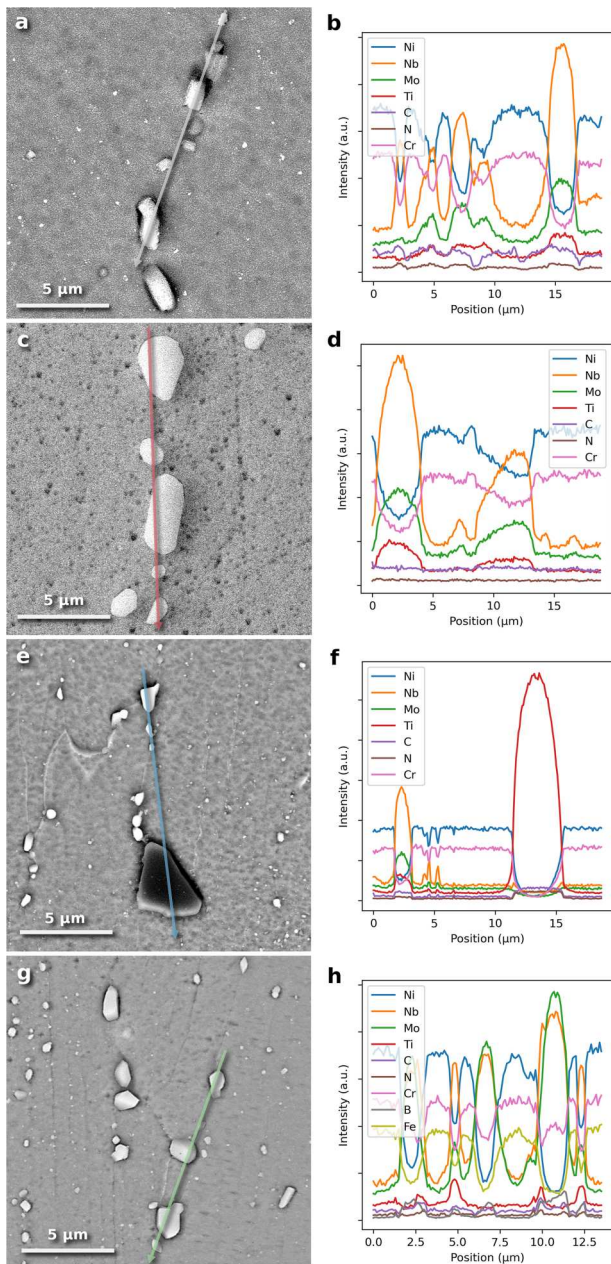 a
5 µm
b
Intensity (a.u.)
Ni
Nb
Mo
Ti
C
N
Cr
0 5 10 15
Position (µm)
c
5 µm
d
Intensity (a.u.)
Ni
Nb
Mo
Ti
C
N
Cr
0 5 10 15
Position (µm)
e
5 µm
f
Intensity (a.u.)
Ni
Nb
Mo
Ti
C
N
Cr
0 5 10 15
Position (µm)
g
5 µm
h
Intensity (a.u.)
Ni
Nb
Mo
Ti
C
N
Cr
B
Fe
0.0 2.5 5.0 7.5 10.0 12.5
Position (µm)